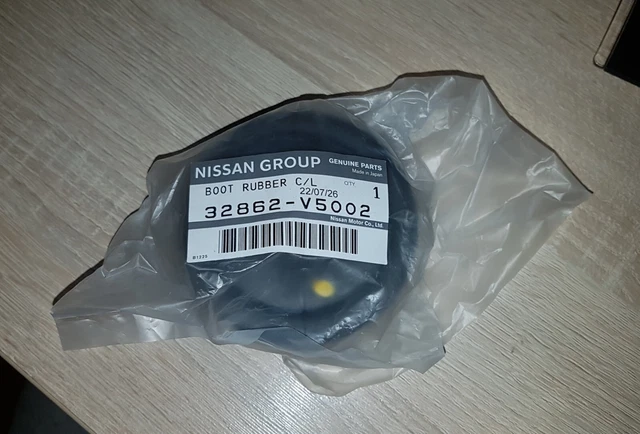 NISSAN GROUP GENUINE PARTS
Made in Japan
BOOT RUBBER C/L QTY. 1
22/07/26
32862-V5002
Nissan Motor Co., Ltd.